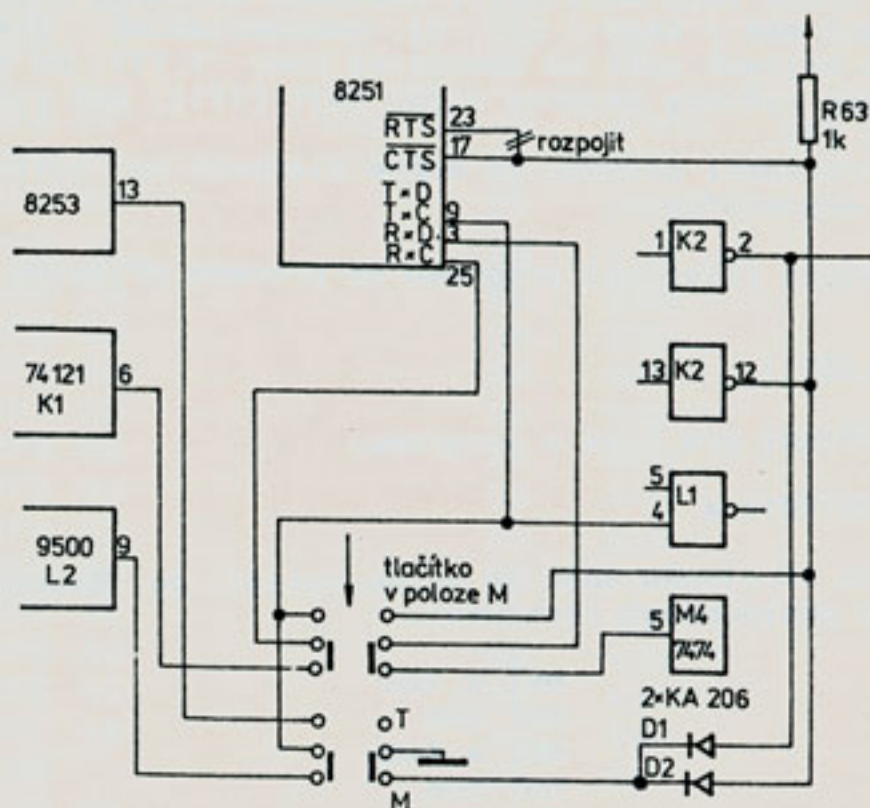 8251
RTS 23
CTS 17
rozpojit
T×D
T×C 9
R×D 3
R×C
25
R63
1k
8253
13
1 K2 2
74121
K1
6
13 K2 12
5
4
L1
9500
L2
9
tlačítko
v poloze M
5 M4
7474
T
2×KA 206
D1
D2
M